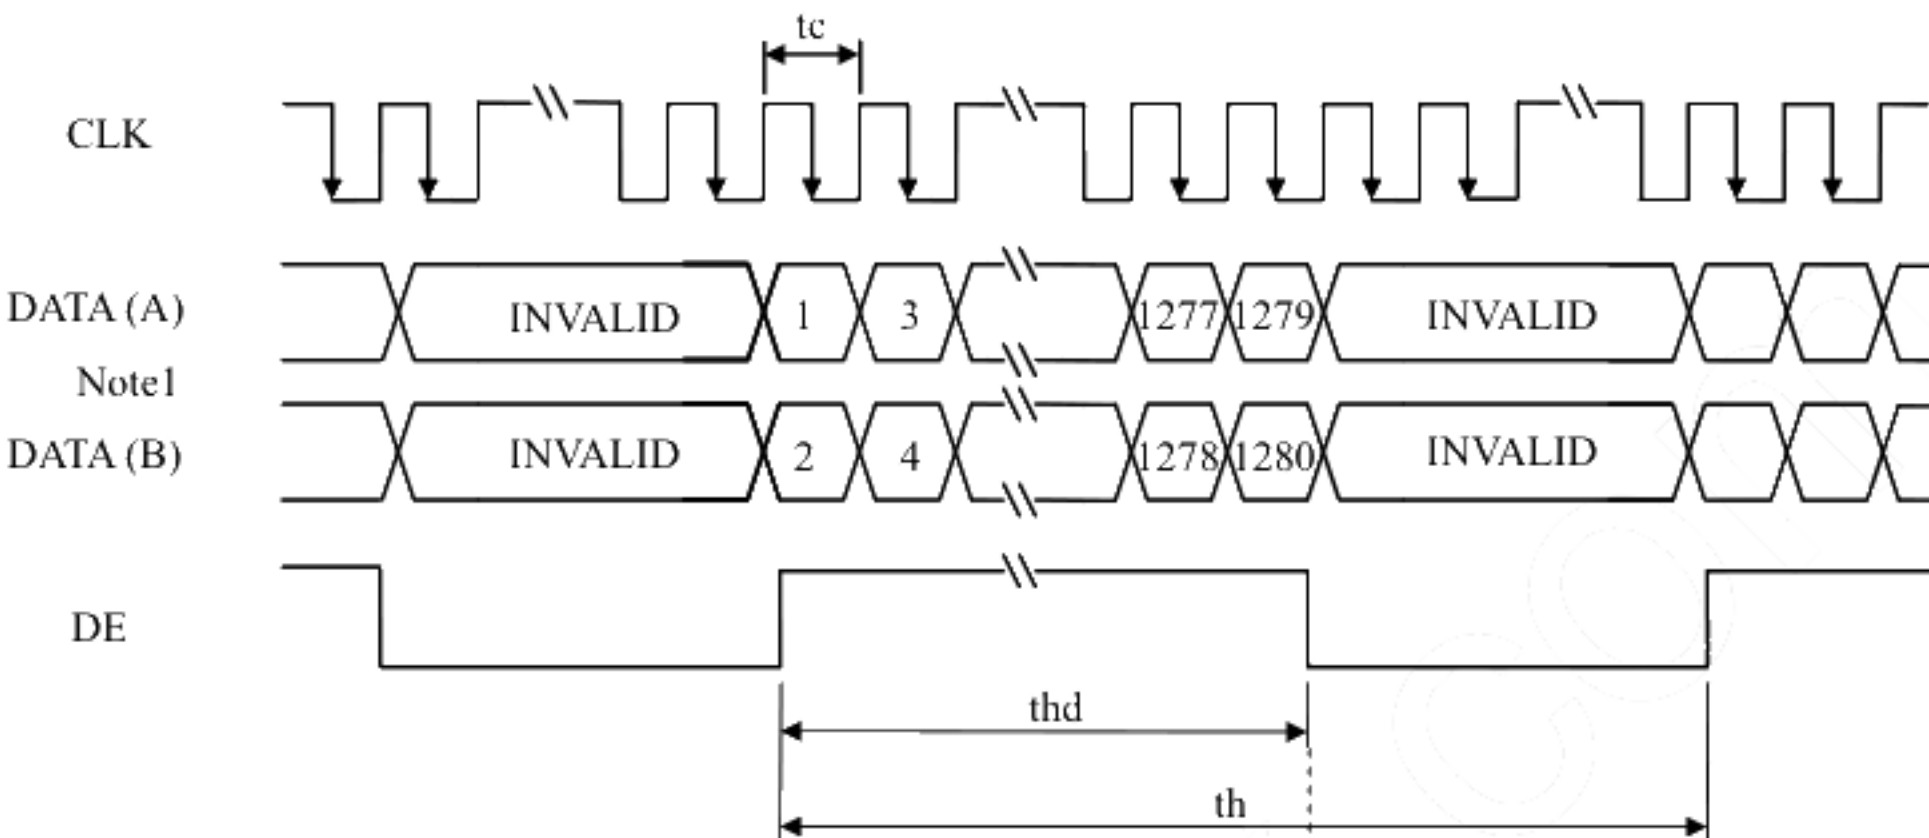 tc
CLK
DATA (A) INVALID 1 3 1277 1279 INVALID
Note1
DATA (B) INVALID 2 4 1278 1280 INVALID
DE
thd
th